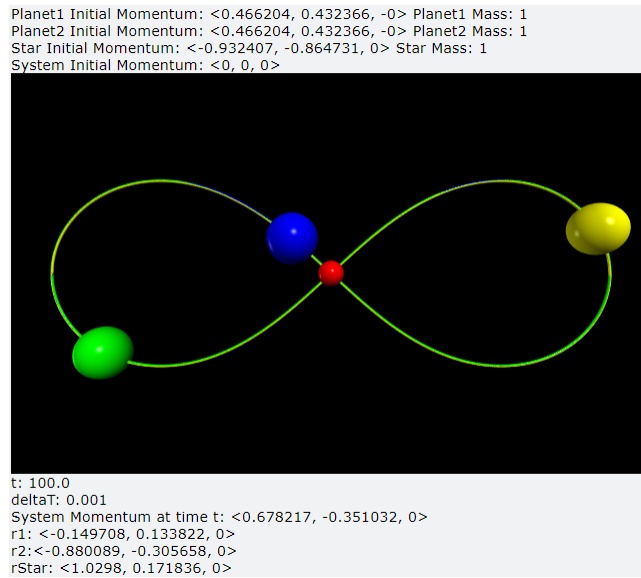 Planet1 Initial Momentum: <0.466204, 0.432366, -0> Planet1 Mass: 1
Planet2 Initial Momentum: <0.466204, 0.432366, -0> Planet2 Mass: 1
Star Initial Momentum: <-0.932407, -0.864731, 0> Star Mass: 1
System Initial Momentum: <0, 0, 0>
t: 100.0
deltaT: 0.001
System Momentum at time t: <0.678217, -0.351032, 0>
r1: <-0.149708, 0.133822, 0>
r2:<-0.880089, -0.305658, 0>
rStar: <1.0298, 0.171836, 0>